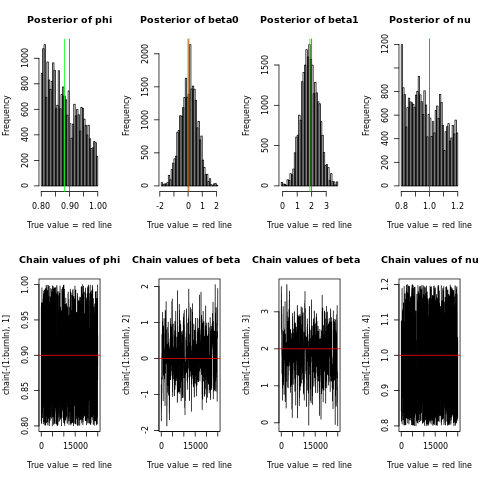 Posterior of phi
Posterior of beta0
Posterior of beta1
Posterior of nu
Frequency
0 200 400 600 800 1000
0.80 0.90 1.00
True value = red line
Frequency
0 500 1000 1500 2000
-2 0 1 2
True value = red line
Frequency
0 500 1000 1500
0 1 2 3
True value = red line
Frequency
0 200 400 600 800 1200
0.8 1.0 1.2
True value = red line
Chain values of phi
Chain values of beta
Chain values of beta
Chain values of nu
chain[-(1:burnIn), 1]
0.80 0.85 0.90 0.95 1.00
0 15000
True value = red line
chain[-(1:burnIn), 2]
-2 -1 0 1 2
0 15000
True value = red line
chain[-(1:burnIn), 3]
0 1 2 3
0 15000
True value = red line
chain[-(1:burnIn), 4]
0.8 0.9 1.0 1.1 1.2
0 15000
True value = red line